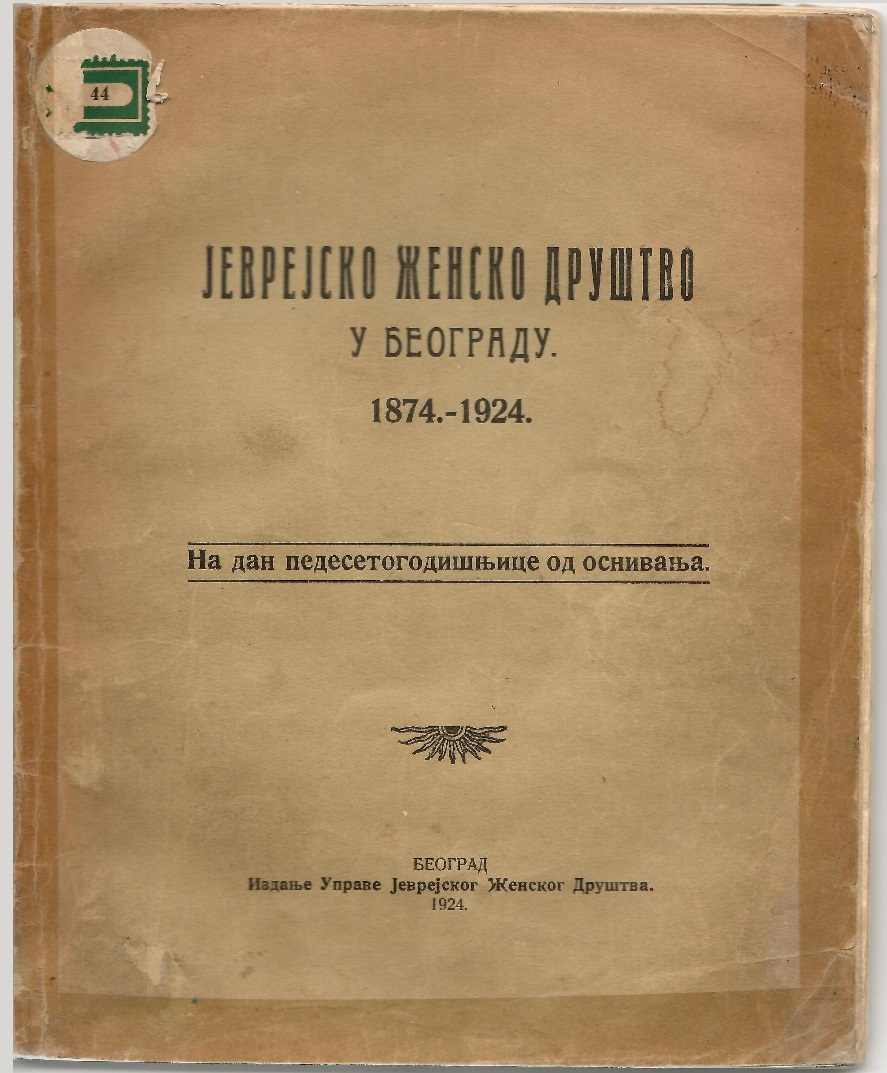 44
ЈЕВРЕЈСКО ЖЕНСКО ДРУШТВО
У БЕОГРАДУ.
1874.-1924.
На дан педесетогодишњице од оснивања.
БЕОГРАД
Издање Управе Јеврејског Женског Друштва.
1924.